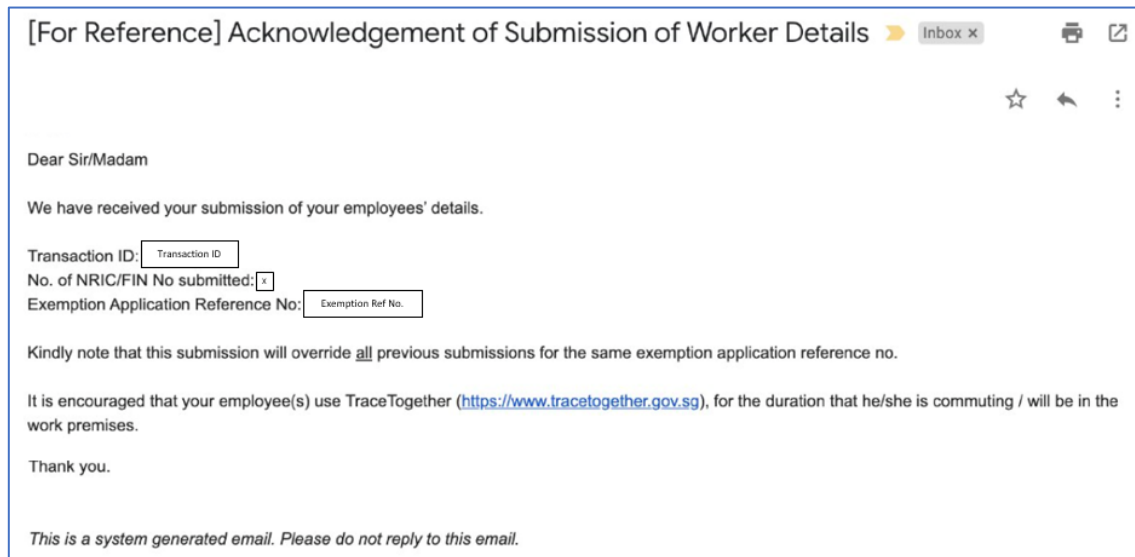 [For Reference] Acknowledgement of Submission of Worker Details Inbox x
Dear Sir/Madam
We have received your submission of your employees' details.
Transaction ID: Transaction ID
No. of NRIC/FIN No submitted: x
Exemption Application Reference No: Exemption Ref No.
Kindly note that this submission will override all previous submissions for the same exemption application reference no.
It is encouraged that your employee(s) use TraceTogether (https://www.tracetogether.gov.sg), for the duration that he/she is commuting / will be in the
work premises.
Thank you.
This is a system generated email. Please do not reply to this email.